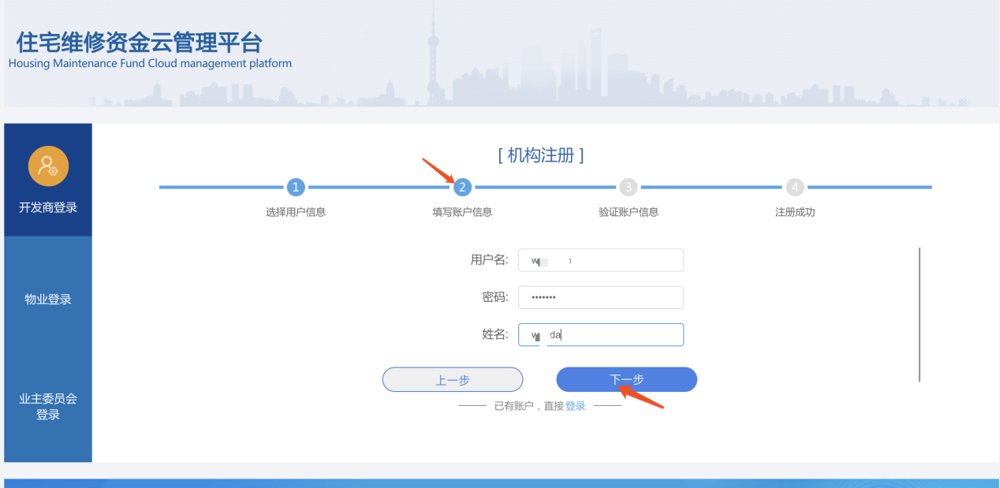 住宅维修资金云管理平台
Housing Maintenance Fund Cloud management platform
开发商登录
物业登录
业主委员会
登录
[ 机构注册 ]
1
2
3
4
选择用户信息
填写账户信息
验证账户信息
注册成功
用户名:
密码: •••••••
姓名:
上一步
下一步
已有账户，直接登录